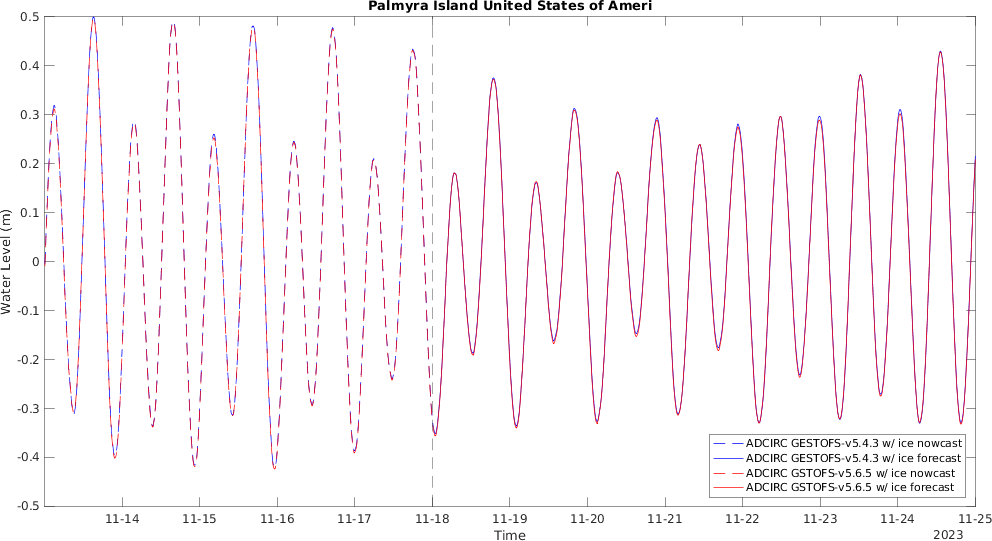 Palmyra Island United States of Ameri
0.5
0.4
0.3
0.2
0.1
0
-0.1
-0.2
-0.3
-0.4
-0.5
Water Level (m)
ADCIRC GESTOFS-v5.4.3 w/ ice nowcast
ADCIRC GESTOFS-v5.4.3 w/ ice forecast
ADCIRC GSTOFS-v5.6.5 w/ ice nowcast
ADCIRC GSTOFS-v5.6.5 w/ ice forecast
11-14 11-15 11-16 11-17 11-18 11-19 11-20 11-21 11-22 11-23 11-24 11-25
Time
2023